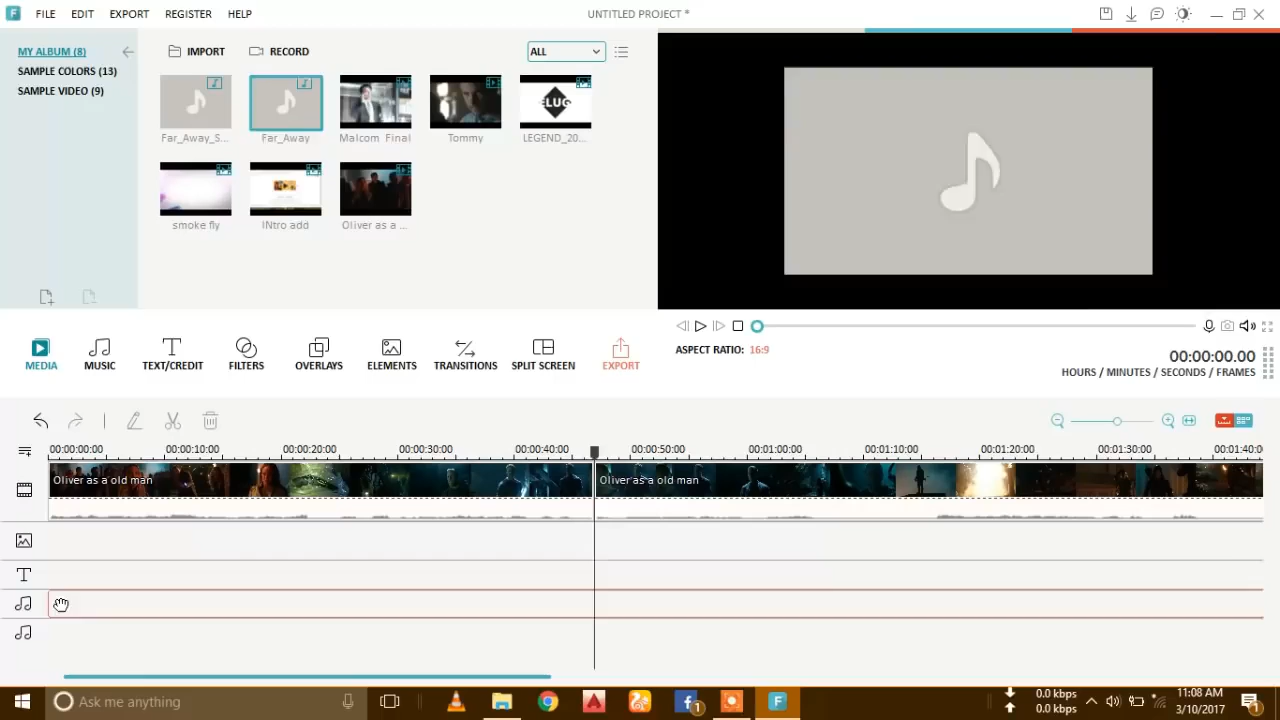 FILE EDIT EXPORT REGISTER HELP UNTITLED PROJECT *
MY ALBUM (8)
SAMPLE COLORS (13)
SAMPLE VIDEO (9)
IMPORT RECORD ALL
Far_Away_S... Far_Away Malcom Final Tommy LEGEND_20...
smoke fly INtro add Oliver as a ...
MEDIA MUSIC TEXT/CREDIT FILTERS OVERLAYS ELEMENTS TRANSITIONS SPLIT SCREEN EXPORT
ASPECT RATIO: 16:9
00:00:00.00
HOURS / MINUTES / SECONDS / FRAMES
00:00:00:00 00:00:10:00 00:00:20:00 00:00:30:00 00:00:40:00 00:00:50:00 00:01:00:00 00:01:10:00 00:01:20:00 00:01:30:00 00:01:40:0
Oliver as a old man Oliver as a old man
Ask me anything
0.0 kbps
0.0 kbps
11:08 AM
3/10/2017